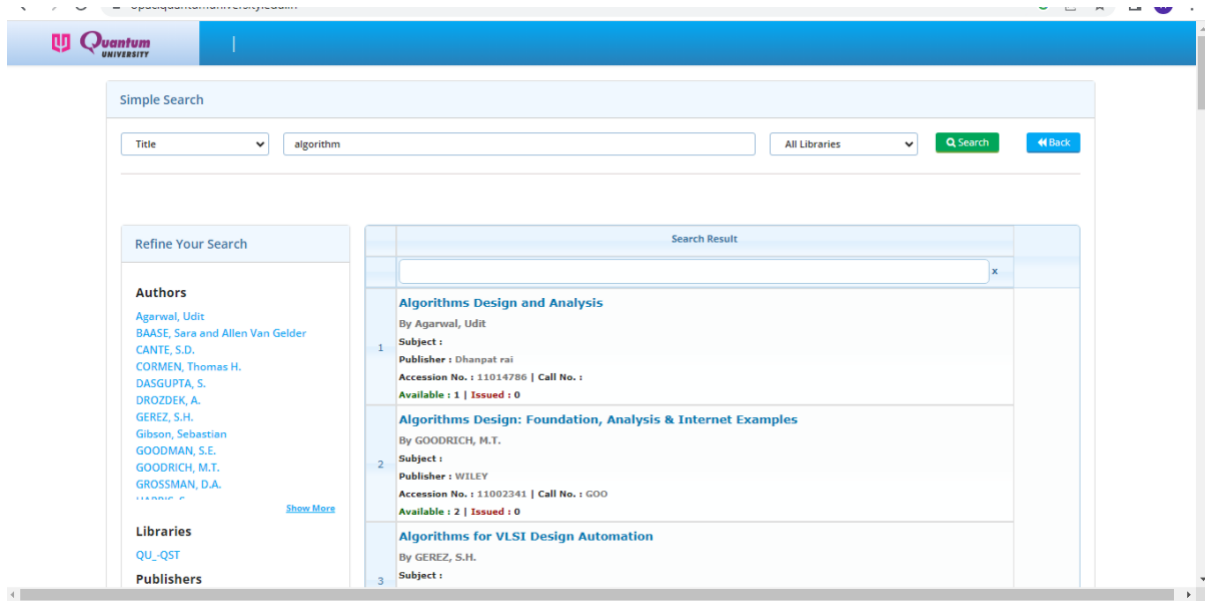 Quantum
UNIVERSITY
Simple Search
Title
algorithm
All Libraries
Search
Back
Refine Your Search
Authors
Agarwal, Udit
BAASE, Sara and Allen Van Gelder
CANTE, S.D.
CORMEN, Thomas H.
DASGUPTA, S.
DROZDEK, A.
GEREZ, S.H.
Gibson, Sebastian
GOODMAN, S.E.
GOODRICH, M.T.
GROSSMAN, D.A.
Show More
Libraries
QU_-QST
Publishers
Search Result
x
1
Algorithms Design and Analysis
By Agarwal, Udit
Subject :
Publisher : Dhanpat rai
Accession No. : 11014786 | Call No. :
Available : 1 | Issued : 0
2
Algorithms Design: Foundation, Analysis & Internet Examples
By GOODRICH, M.T.
Subject :
Publisher : WILEY
Accession No. : 11002341 | Call No. : GOO
Available : 2 | Issued : 0
3
Algorithms for VLSI Design Automation
By GEREZ, S.H.
Subject :